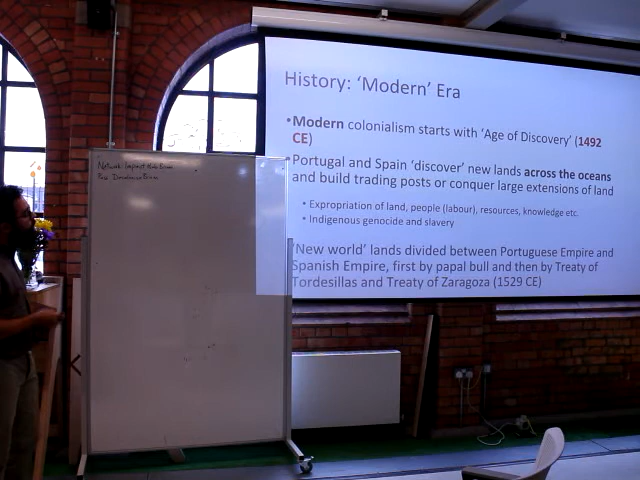 History: ‘Modern’ Era
•Modern colonialism starts with ‘Age of Discovery’ (1492
CE)
•Portugal and Spain ‘discover’ new lands across the oceans
and build trading posts or conquer large extensions of land
• Expropriation of land, people (labour), resources, knowledge etc.
• Indigenous genocide and slavery
‘New world’ lands divided between Portuguese Empire and
Spanish Empire, first by papal bull and then by Treaty of
Tordesillas and Treaty of Zaragoza (1529 CE)
Network: